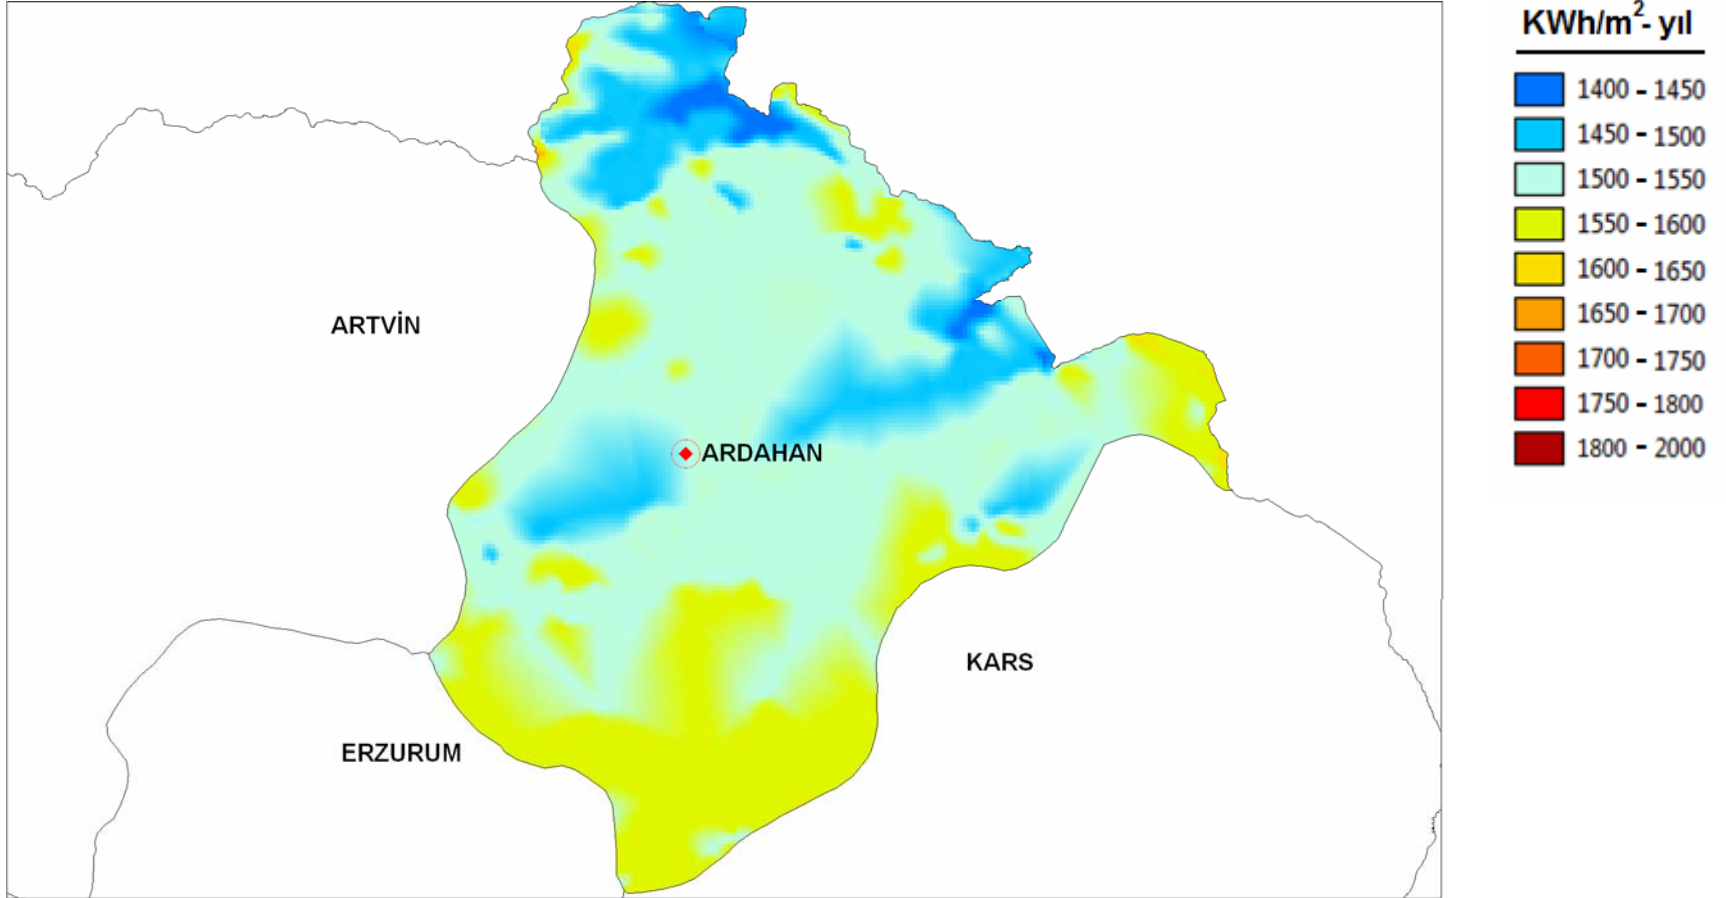 KWh/m²- yıl
1400 - 1450
1450 - 1500
1500 - 1550
1550 - 1600
1600 - 1650
1650 - 1700
1700 - 1750
1750 - 1800
1800 - 2000
ARTVİN
ARDAHAN
KARS
ERZURUM